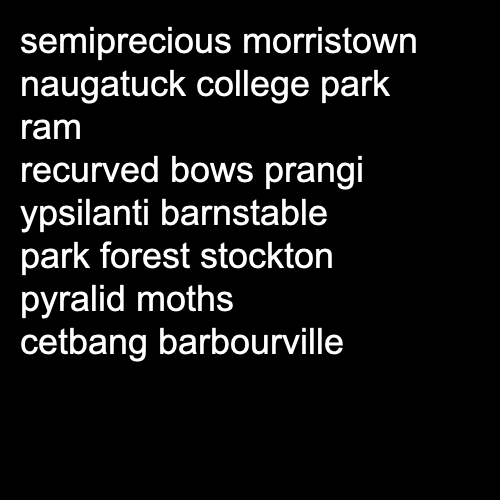 semiprecious morristown
naugatuck college park
ram
recurved bows prangi
ypsilanti barnstable
park forest stockton
pyralid moths
cetbang barbourville